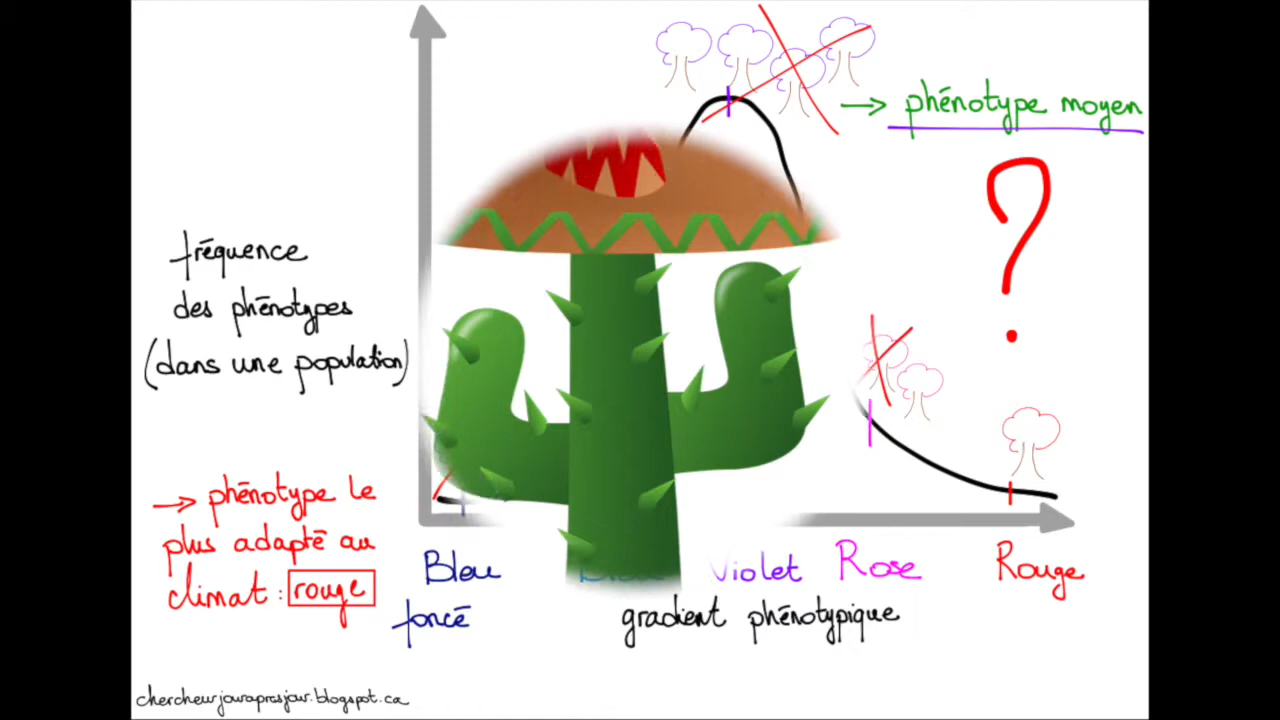 → phénotype moyen
?
fréquence
des phénotypes
(dans une population)
→ phénotype le
plus adapté au
climat : rouge
Bleu
foncé
Violet
Rose
Rouge
gradient phénotypique
chercheurjourapresjour.blogspot.ca